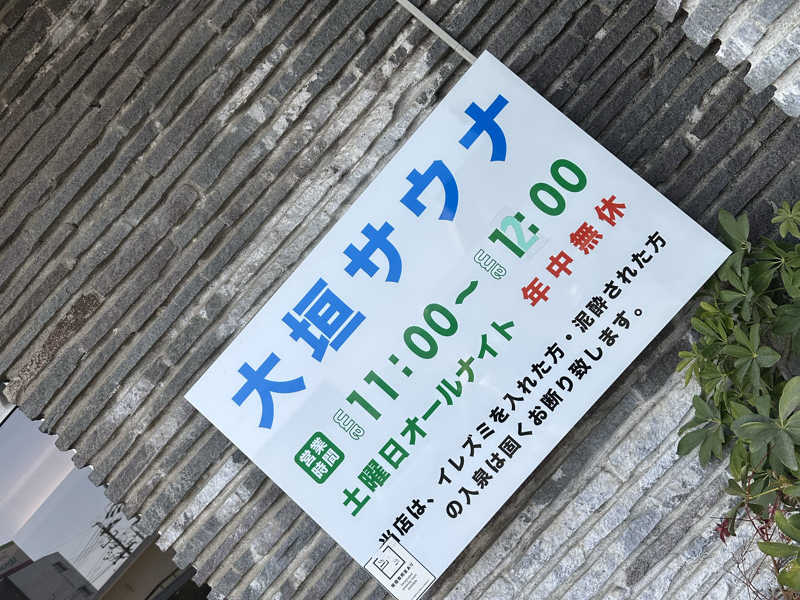 大垣サウナ
営業時間
am 11:00～am 12:00
土曜日オールナイト 年中無休
当店は、イレズミを入れた方・泥酔された方
の入泉は固くお断り致します。